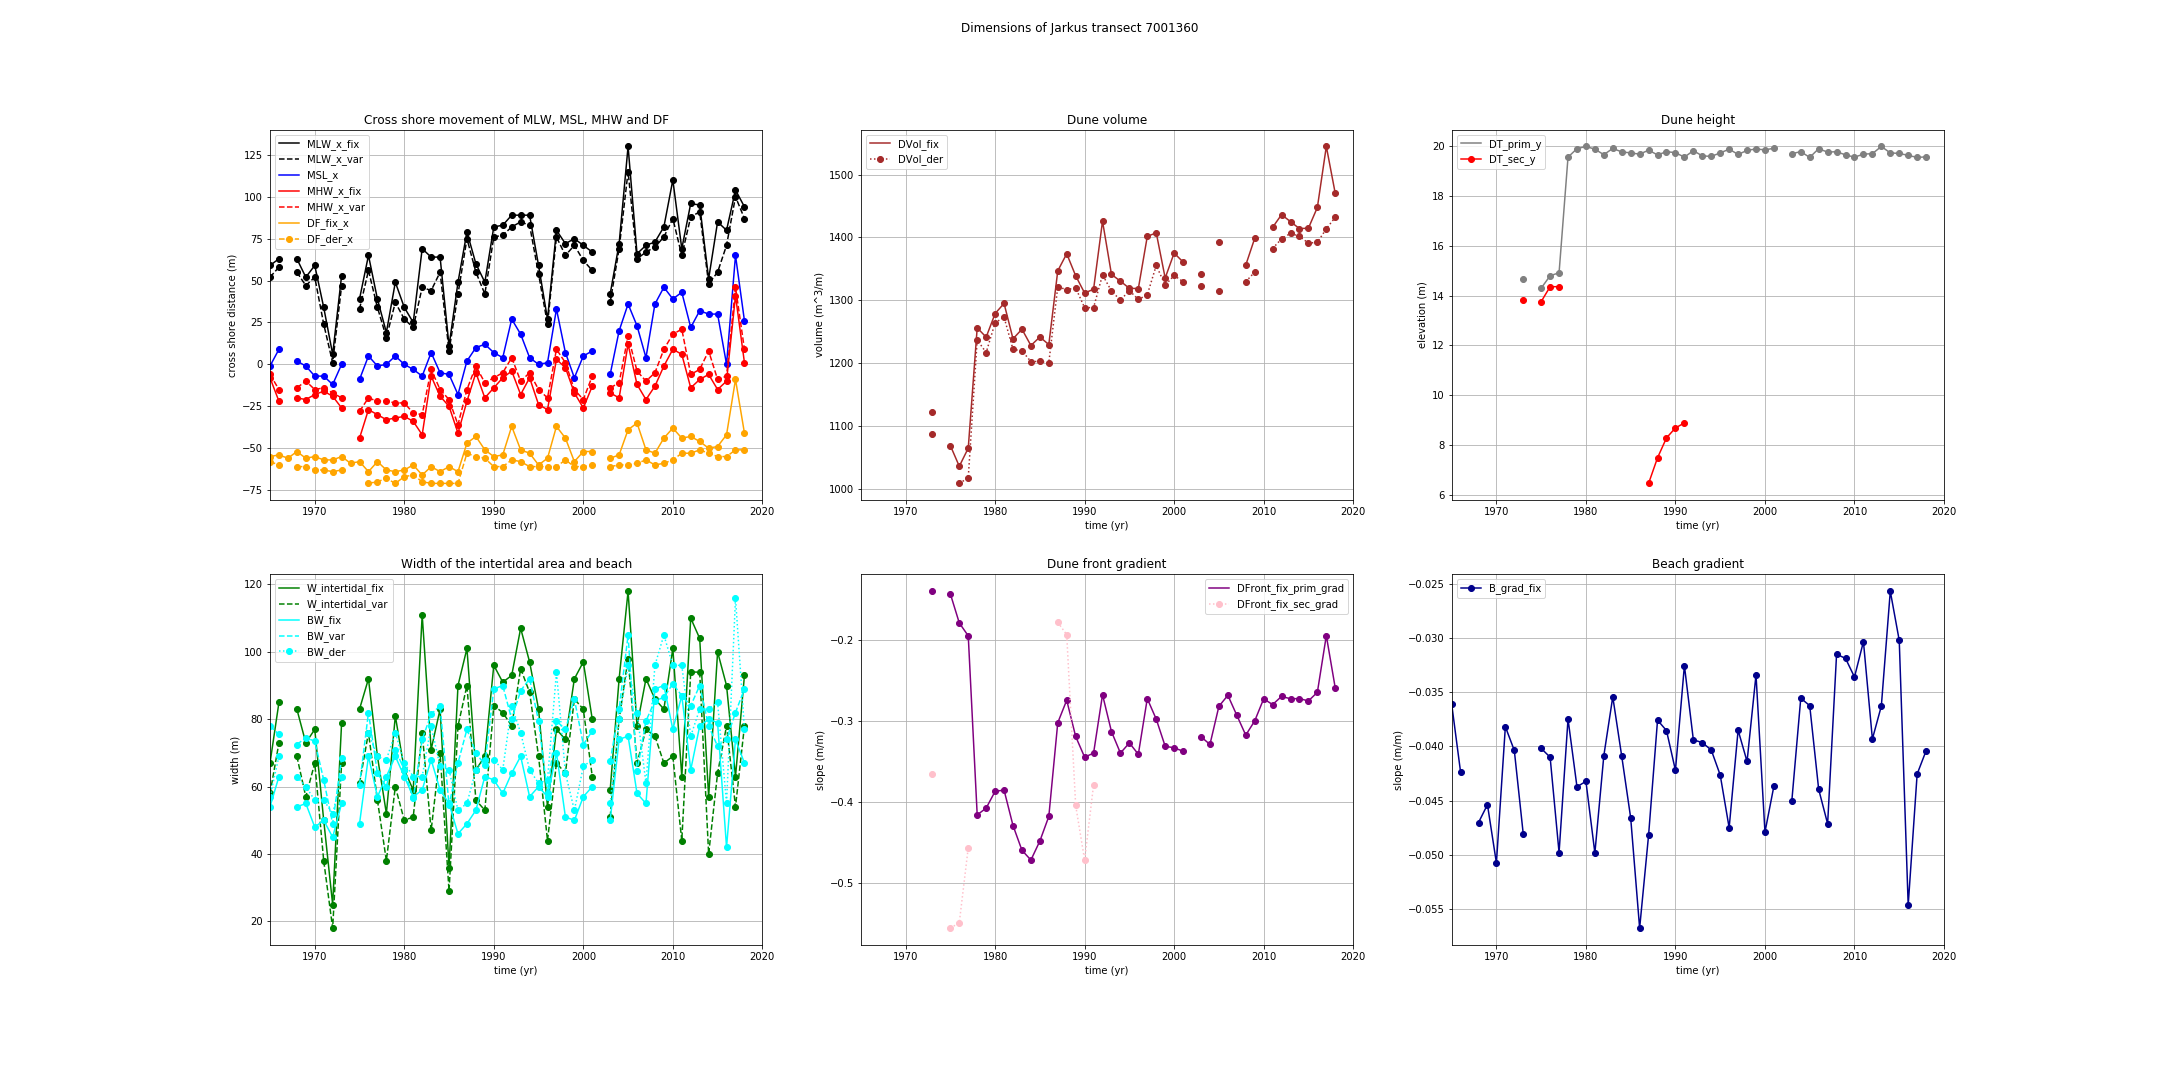 Dimensions of Jarkus transect 7001360
Cross shore movement of MLW, MSL, MHW and DF
MLW_x_fix
MLW_x_var
MSL_x
MHW_x_fix
MHW_x_var
DF_fix_x
DF_der_x
125
100
75
50
25
0
−25
−50
−75
cross shore distance (m)
1970 1980 1990 2000 2010 2020
time (yr)
Dune volume
DVol_fix
DVol_der
1500
1400
1300
1200
1100
1000
volume (m^3/m)
1970 1980 1990 2000 2010 2020
time (yr)
Dune height
DT_prim_y
DT_sec_y
20
18
16
14
12
10
8
6
elevation (m)
1970 1980 1990 2000 2010 2020
time (yr)
Width of the intertidal area and beach
W_intertidal_fix
W_intertidal_var
BW_fix
BW_var
BW_der
120
100
80
60
40
20
width (m)
1970 1980 1990 2000 2010 2020
time (yr)
Dune front gradient
DFront_fix_prim_grad
DFront_fix_sec_grad
−0.2
−0.3
−0.4
−0.5
slope (m/m)
1970 1980 1990 2000 2010 2020
time (yr)
Beach gradient
B_grad_fix
−0.025
−0.030
−0.035
−0.040
−0.045
−0.050
−0.055
slope (m/m)
1970 1980 1990 2000 2010 2020
time (yr)